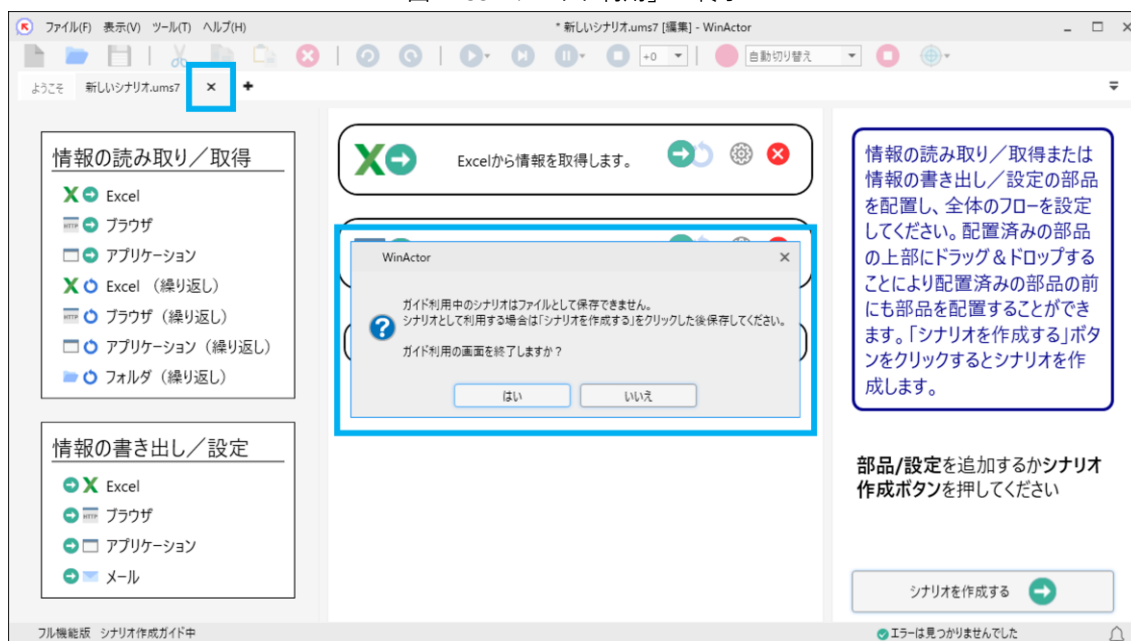 ファイル(F) 表示(V) ツール(T) ヘルプ(H)
* 新しいシナリオ.ums7 [編集] - WinActor
+0
自動切り替え
ようこそ 新しいシナリオ.ums7
情報の読み取り／取得
Excel
ブラウザ
アプリケーション
Excel （繰り返し）
ブラウザ（繰り返し）
アプリケーション（繰り返し）
フォルダ（繰り返し）
情報の書き出し／設定
Excel
ブラウザ
アプリケーション
メール
Excelから情報を取得します。
WinActor
ガイド利用中のシナリオはファイルとして保存できません。
シナリオとして利用する場合は「シナリオを作成する」をクリックした後保存してください。
ガイド利用の画面を終了しますか？
はい
いいえ
情報の読み取り／取得または
情報の書き出し／設定の部品
を配置し、全体のフローを設定
してください。配置済みの部品
の上部にドラッグ＆ドロップする
ことにより配置済みの部品の前
にも部品を配置することができ
ます。「シナリオを作成する」ボタ
ンをクリックするとシナリオを作
成します。
部品/設定を追加するかシナリオ
作成ボタンを押してください
シナリオを作成する
フル機能版 シナリオ作成ガイド中
エラーは見つかりませんでした